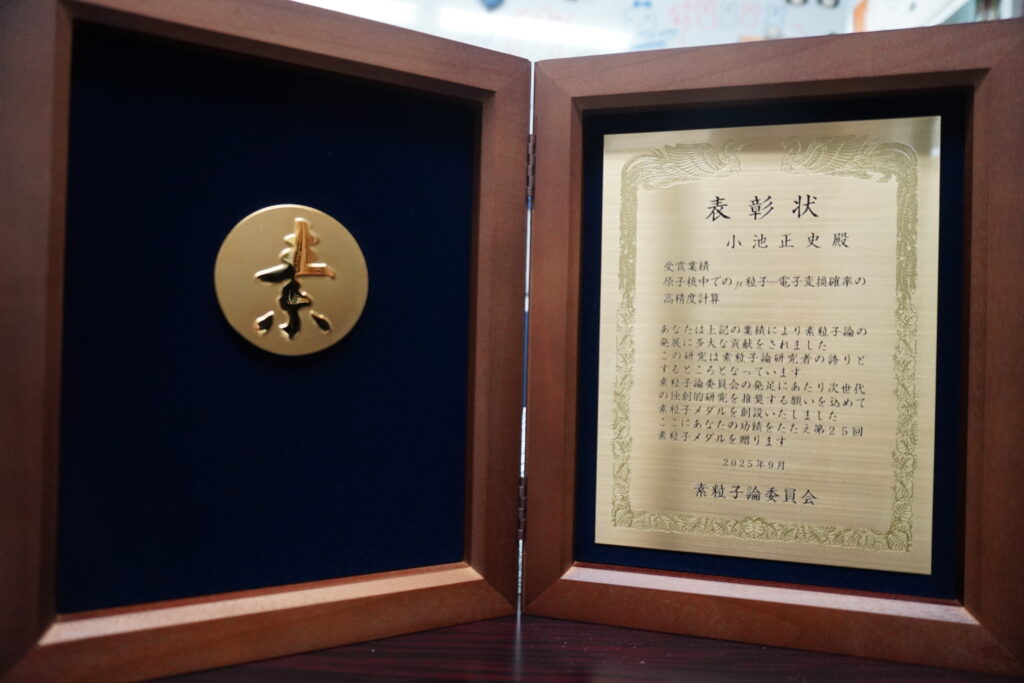 素
表彰状
小池正史殿
受賞業績
原子核中でのμ粒子−電子変換確率の
高精度計算
あなたは上記の業績により素粒子論の
発展に多大な貢献をされました
この研究は素粒子論研究者の誇りと
するところとなっています
素粒子論委員会の発足にあたり次世代
の独創的研究を推奨する願いを込めて
素粒子メダルを創設いたしました
ここにあなたの功績をたたえ第25回
素粒子メダルを贈ります
2025年9月
素粒子論委員会